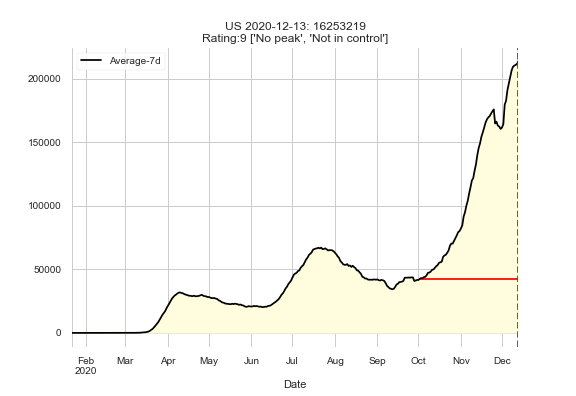 US 2020-12-13: 16253219
Rating:9 ['No peak', 'Not in control']
Average-7d
200000
150000
100000
50000
0
Feb Mar Apr May Jun Jul Aug Sep Oct Nov Dec
2020
Date